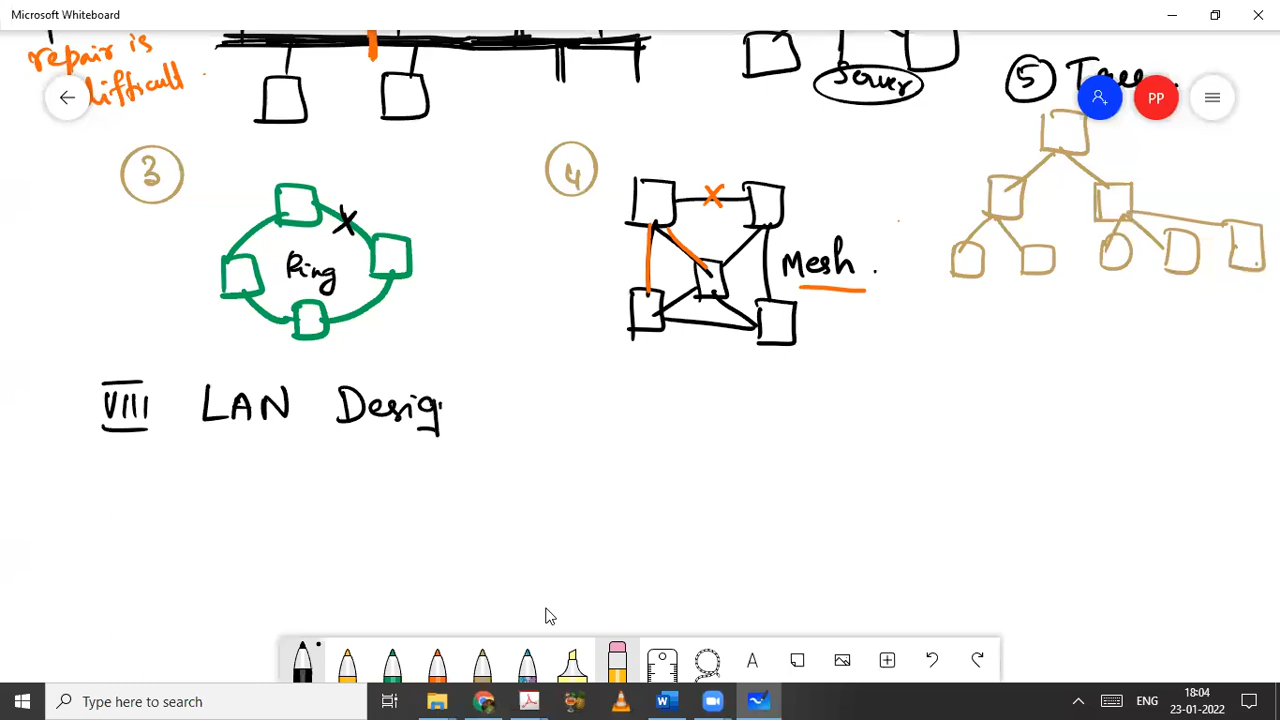 Microsoft Whiteboard
repair is
difficult
Server
5 Tree.
PP
3
4
Ring
Mesh.
VIII LAN Desig
A
Type here to search
ENG
18:04
23-01-2022